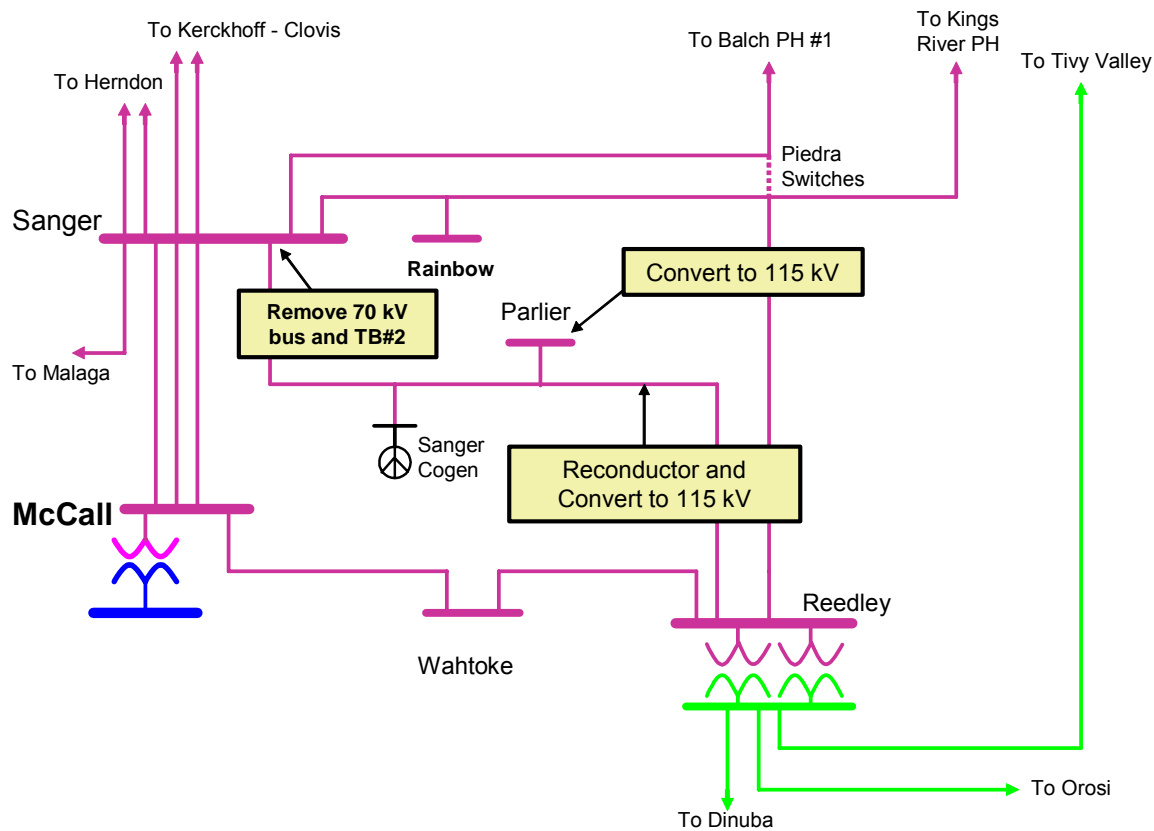 To Kerckhoff - Clovis
To Herndon
To Balch PH #1
To Kings
River PH
To Tivy Valley
Piedra
Switches
Sanger
Rainbow
Convert to 115 kV
Remove 70 kV
bus and TB#2
Parlier
To Malaga
Sanger
Cogen
Reconductor and
Convert to 115 kV
McCall
Reedley
Wahtoke
To Orosi
To Dinuba